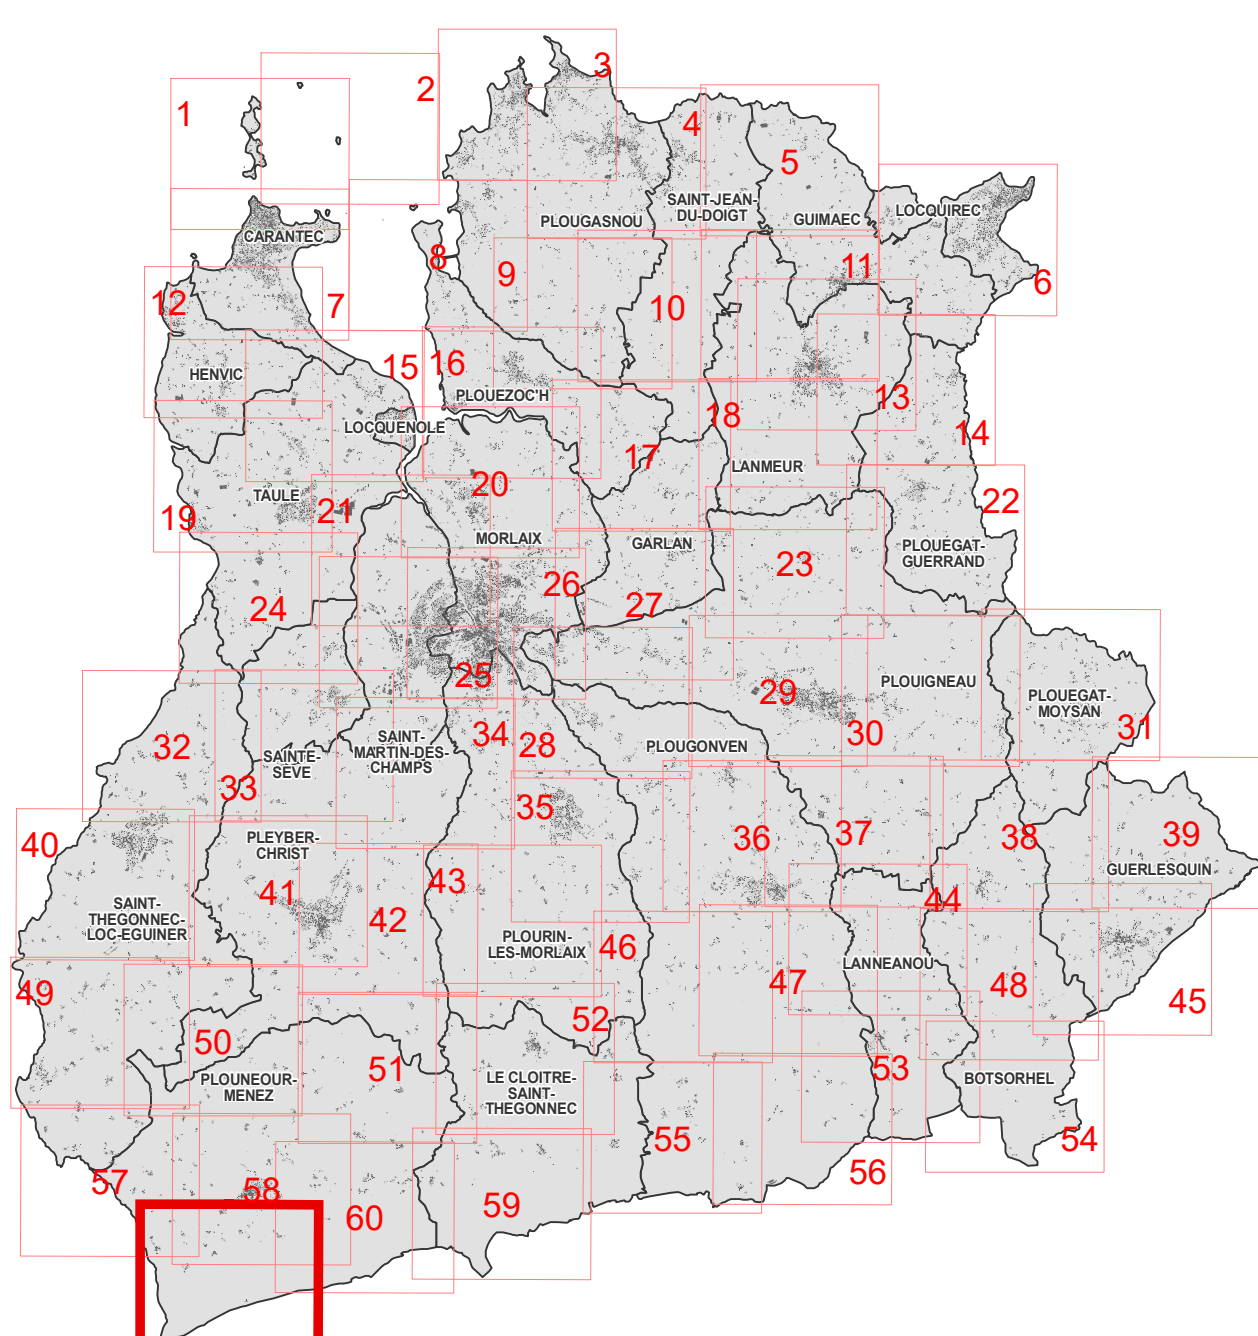 3
2
1
4
5
SAINT-JEAN-
DU-DOIGT
PLOUGASNOU
GUIMAEC
LOCQUIREC
CARANTEC
8
9
11
6
12
7
10
15
16
HENVIC
PLOUEZOC'H
13
18
14
LOCQUENOLE
17
LANMEUR
20
TAULE
21
19
22
MORLAIX
GARLAN
PLOUEGAT-
GUERRAND
23
26
24
27
25
29
PLOUIGNEAU
PLOUEGAT-
MOYSAN
31
30
34
28
32
SAINT-
MARTIN-DES-
CHAMPS
PLOUGONVEN
SAINTE-
SEVE
33
35
36
37
38
39
40
PLEYBER-
CHRIST
GUERLESQUIN
41
43
42
44
SAINT-
THEGONNEC-
LOC-EGUINER
PLOURIN-
LES-MORLAIX
46
LANNEANOU
47
48
49
45
52
50
51
53
PLOUNEOUR-
MENEZ
LE CLOITRE-
SAINT-
THEGONNEC
BOTSORHEL
55
54
56
57
58
59
60